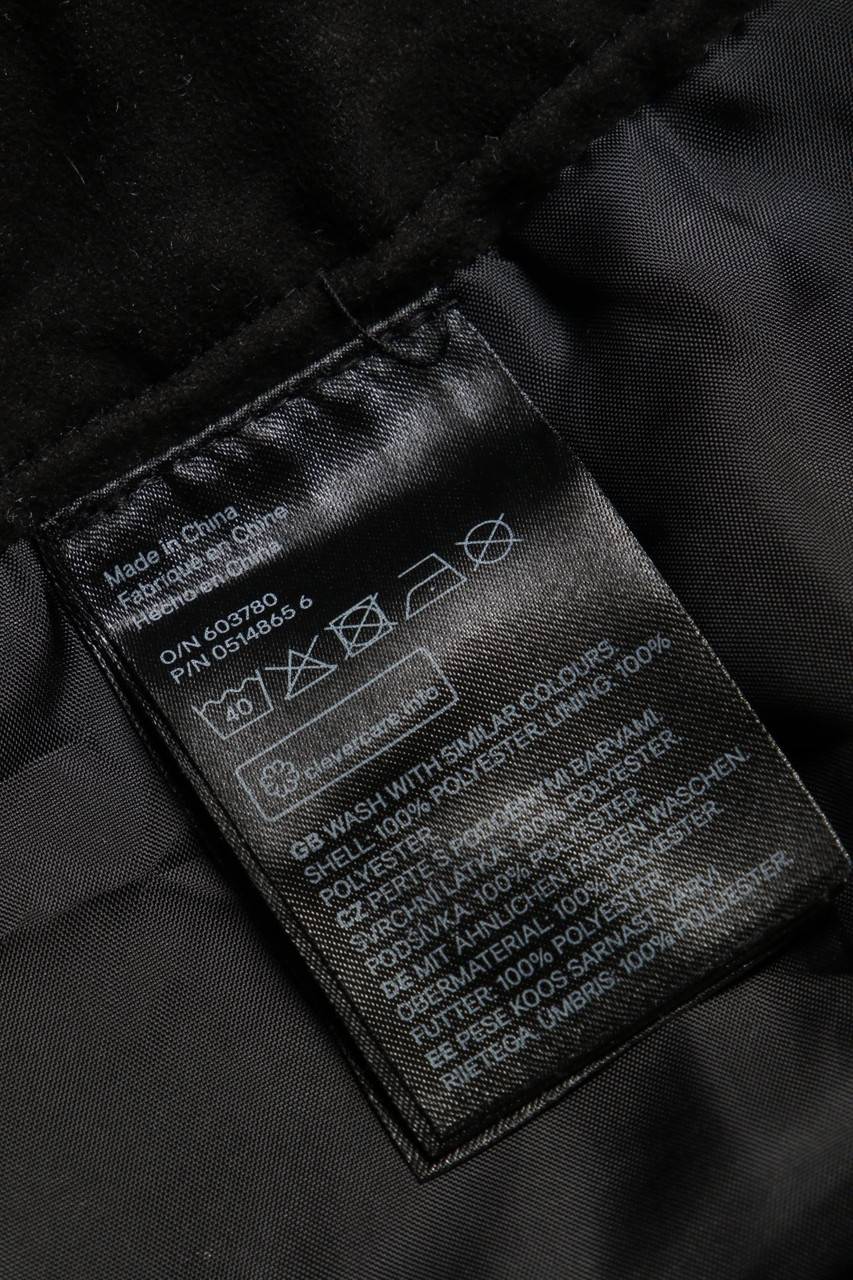 Made in China
Fabriqué en Chine
Hecho en China
O/N 603780
P/N 0514865 6
40
clevercare.info
GB WASH WITH SIMILAR COLOURS.
SHELL: 100% POLYESTER. LINING: 100%
POLYESTER.
CZ PERTE S PODOBNÝMI BARVAMI.
SVRCHNÍ LÁTKA: 100% POLYESTER.
PODŠÍVKA: 100% POLYESTER.
DE MIT ÄHNLICHEN FARBEN WASCHEN.
OBERMATERIAL: 100% POLYESTER.
FUTTER: 100% POLYESTER.
EE PESE KOOS SARNAST VÄRVI
RIIETEGA. ÜMBRIS: 100% POLÜESTER.